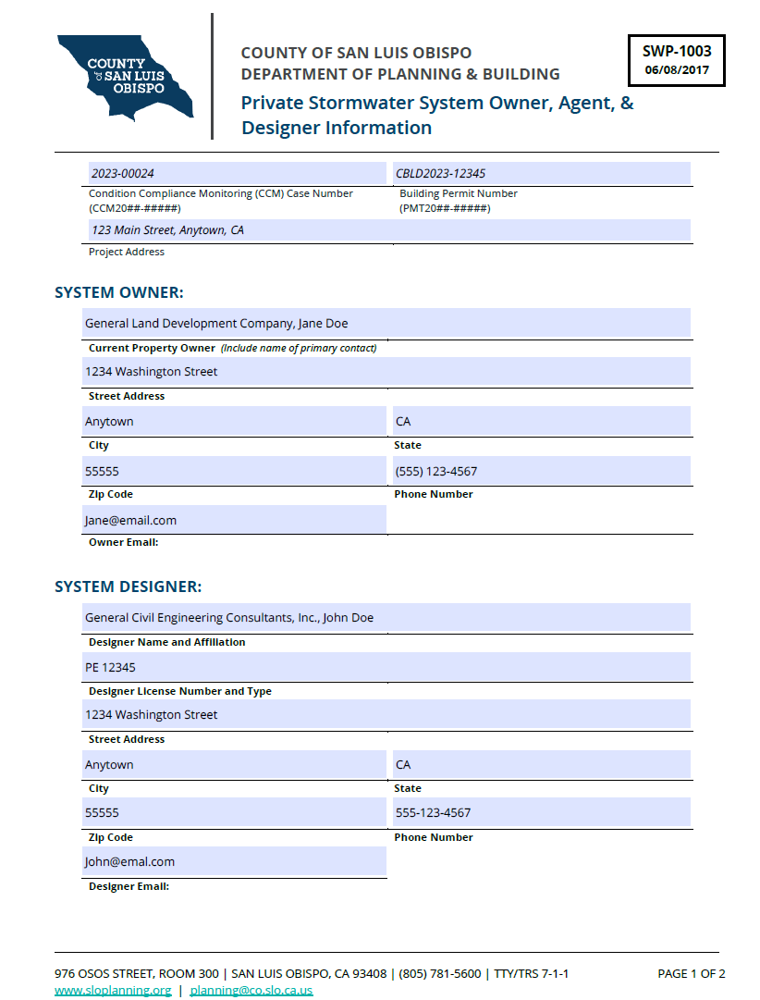 COUNTY
OF SAN LUIS
OBISPO
COUNTY OF SAN LUIS OBISPO
DEPARTMENT OF PLANNING & BUILDING
Private Stormwater System Owner, Agent, &
Designer Information
SWP-1003
06/08/2017
2023-00024 CBLD2023-12345
Condition Compliance Monitoring (CCM) Case Number Building Permit Number
(CCM20##-#####) (PMT20##-#####)
123 Main Street, Anytown, CA
Project Address
SYSTEM OWNER:
General Land Development Company, Jane Doe
Current Property Owner (Include name of primary contact)
1234 Washington Street
Street Address
Anytown CA
City State
55555 (555) 123-4567
Zip Code Phone Number
Jane@email.com
Owner Email:
SYSTEM DESIGNER:
General Civil Engineering Consultants, Inc., John Doe
Designer Name and Affiliation
PE 12345
Designer License Number and Type
1234 Washington Street
Street Address
Anytown CA
City State
55555 555-123-4567
Zip Code Phone Number
John@emal.com
Designer Email:
976 OSOS STREET, ROOM 300 | SAN LUIS OBISPO, CA 93408 | (805) 781-5600 | TTY/TRS 7-1-1 PAGE 1 OF 2
www.sloplanning.org | planning@co.slo.ca.us